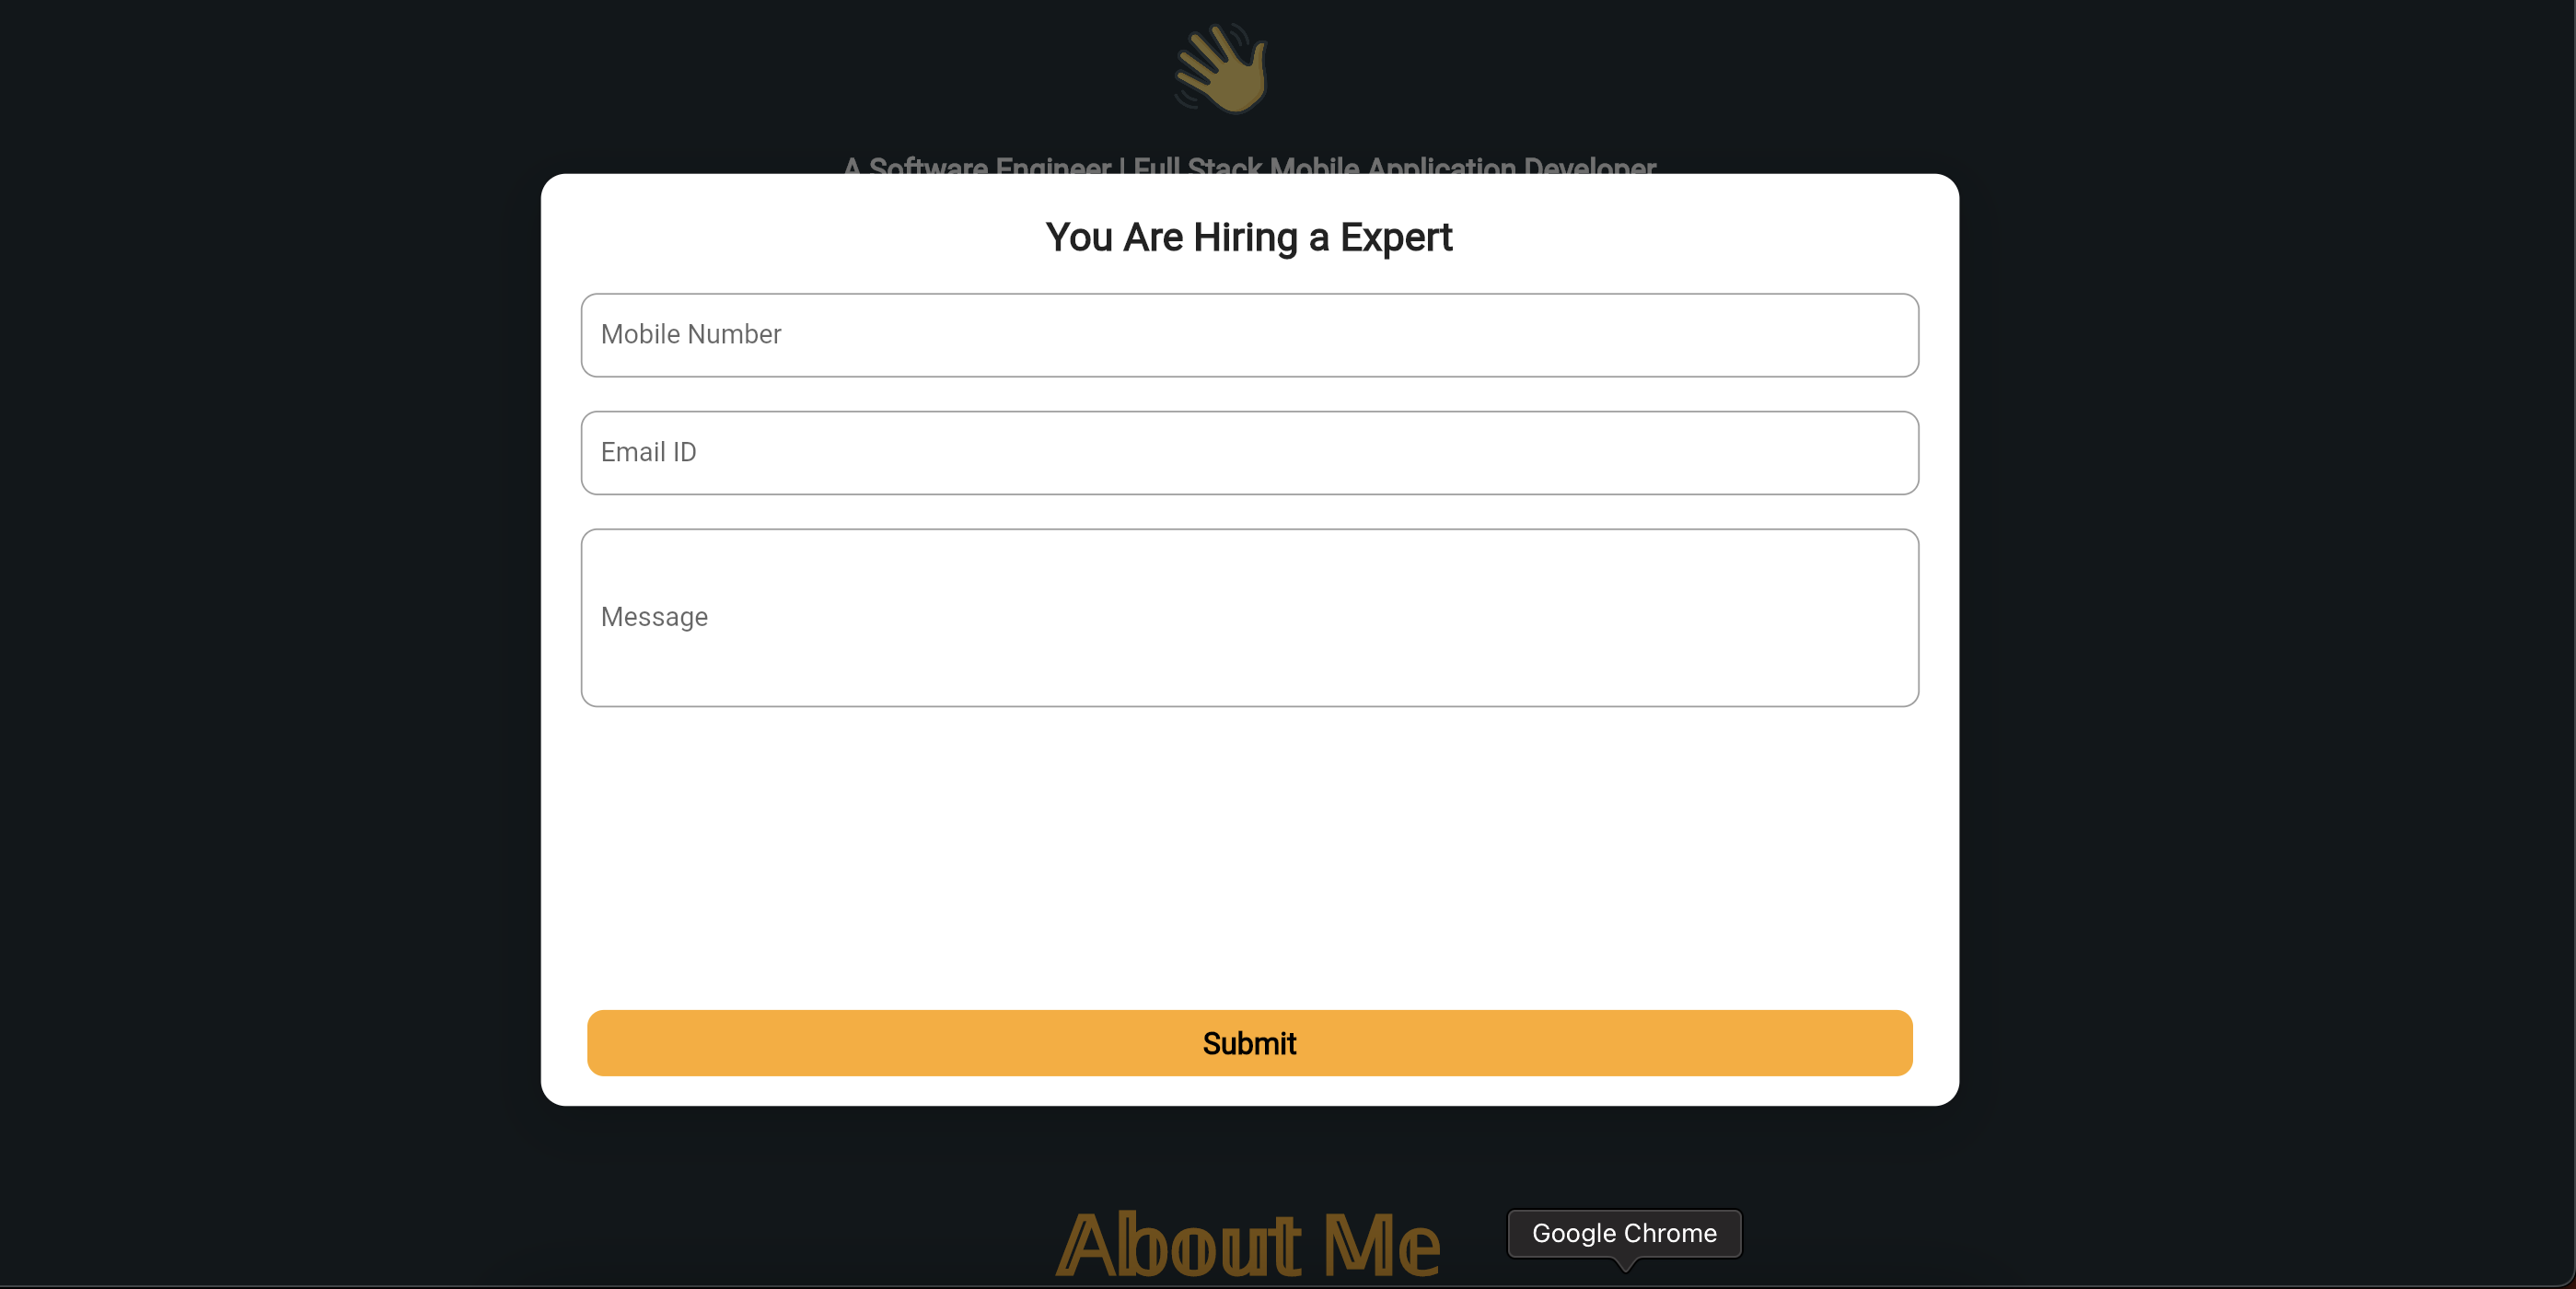 A Software Engineer | Full Stack Mobile Application Developer
You Are Hiring a Expert
Mobile Number
Email ID
Message
Submit
About Me
Google Chrome